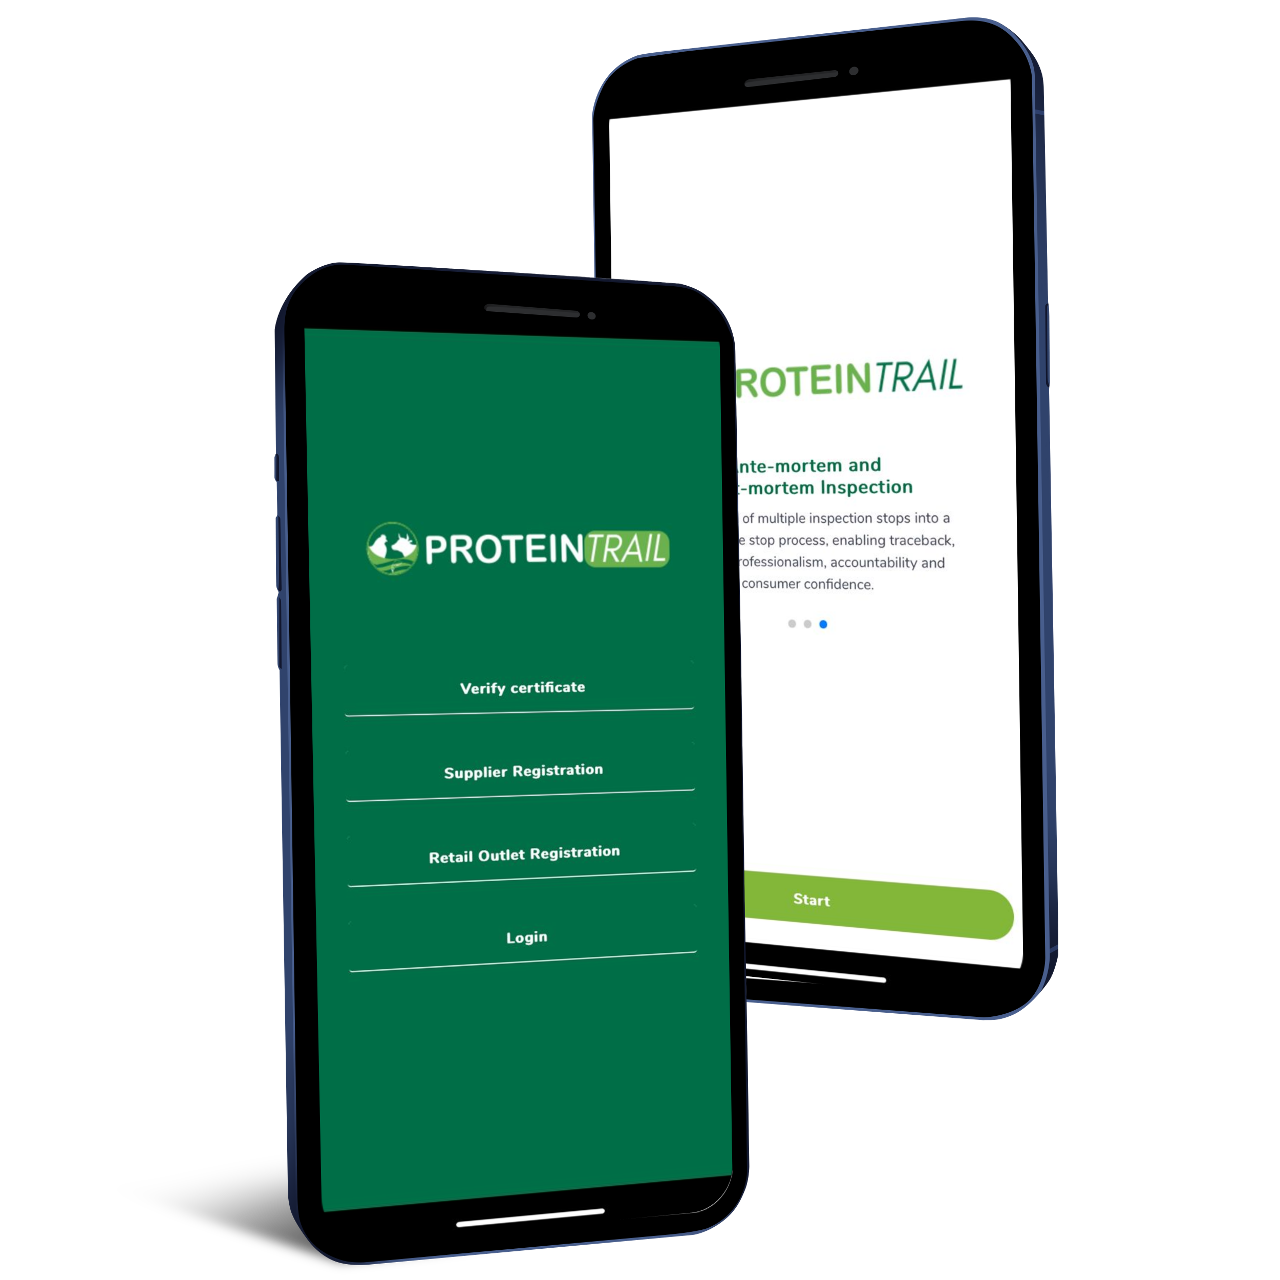 PROTEINTRAIL
Verify certificate
Supplier Registration
Retail Outlet Registration
Login
ROTEINTRAIL
nte-mortem and
t-mortem Inspection
of multiple inspection stops into a
e stop process, enabling traceback,
rofessionalism, accountability and
consumer confidence.
Start